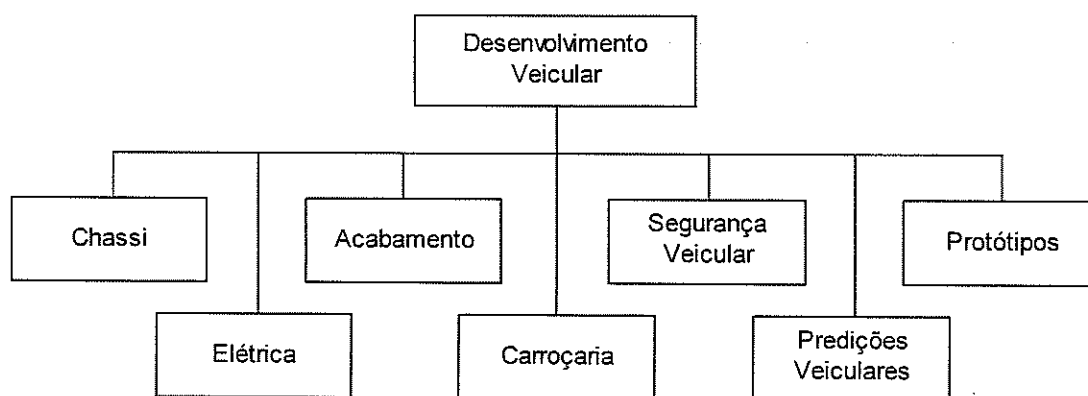 Desenvolvimento
Veicular
Chassi
Acabamento
Segurança
Veicular
Protótipos
Elétrica
Carroçaria
Predições
Veiculares